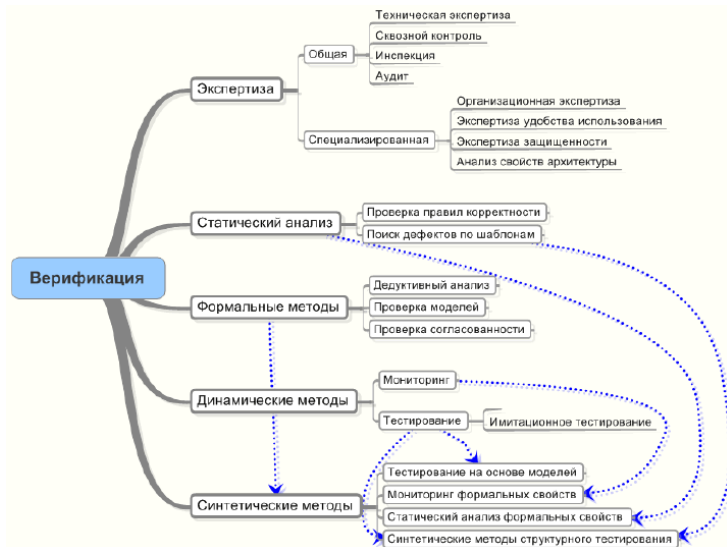 Техническая экспертиза
Сквозной контроль
Общая
Инспекция
Аудит
Экспертиза
Организационная экспертиза
Экспертиза удобства использования
Специализированная
Экспертиза защищенности
Анализ свойств архитектуры
Проверка правил корректности
Статический анализ
Поиск дефектов по шаблонам
Верификация
Дедуктивный анализ
Формальные методы
Проверка моделей
Проверка согласованности
Мониторинг
Динамические методы
Тестирование
Имитационное тестирование
Тестирование на основе моделей
Мониторинг формальных свойств
Синтетические методы
Статический анализ формальных свойств
Синтетические методы структурного тестирования